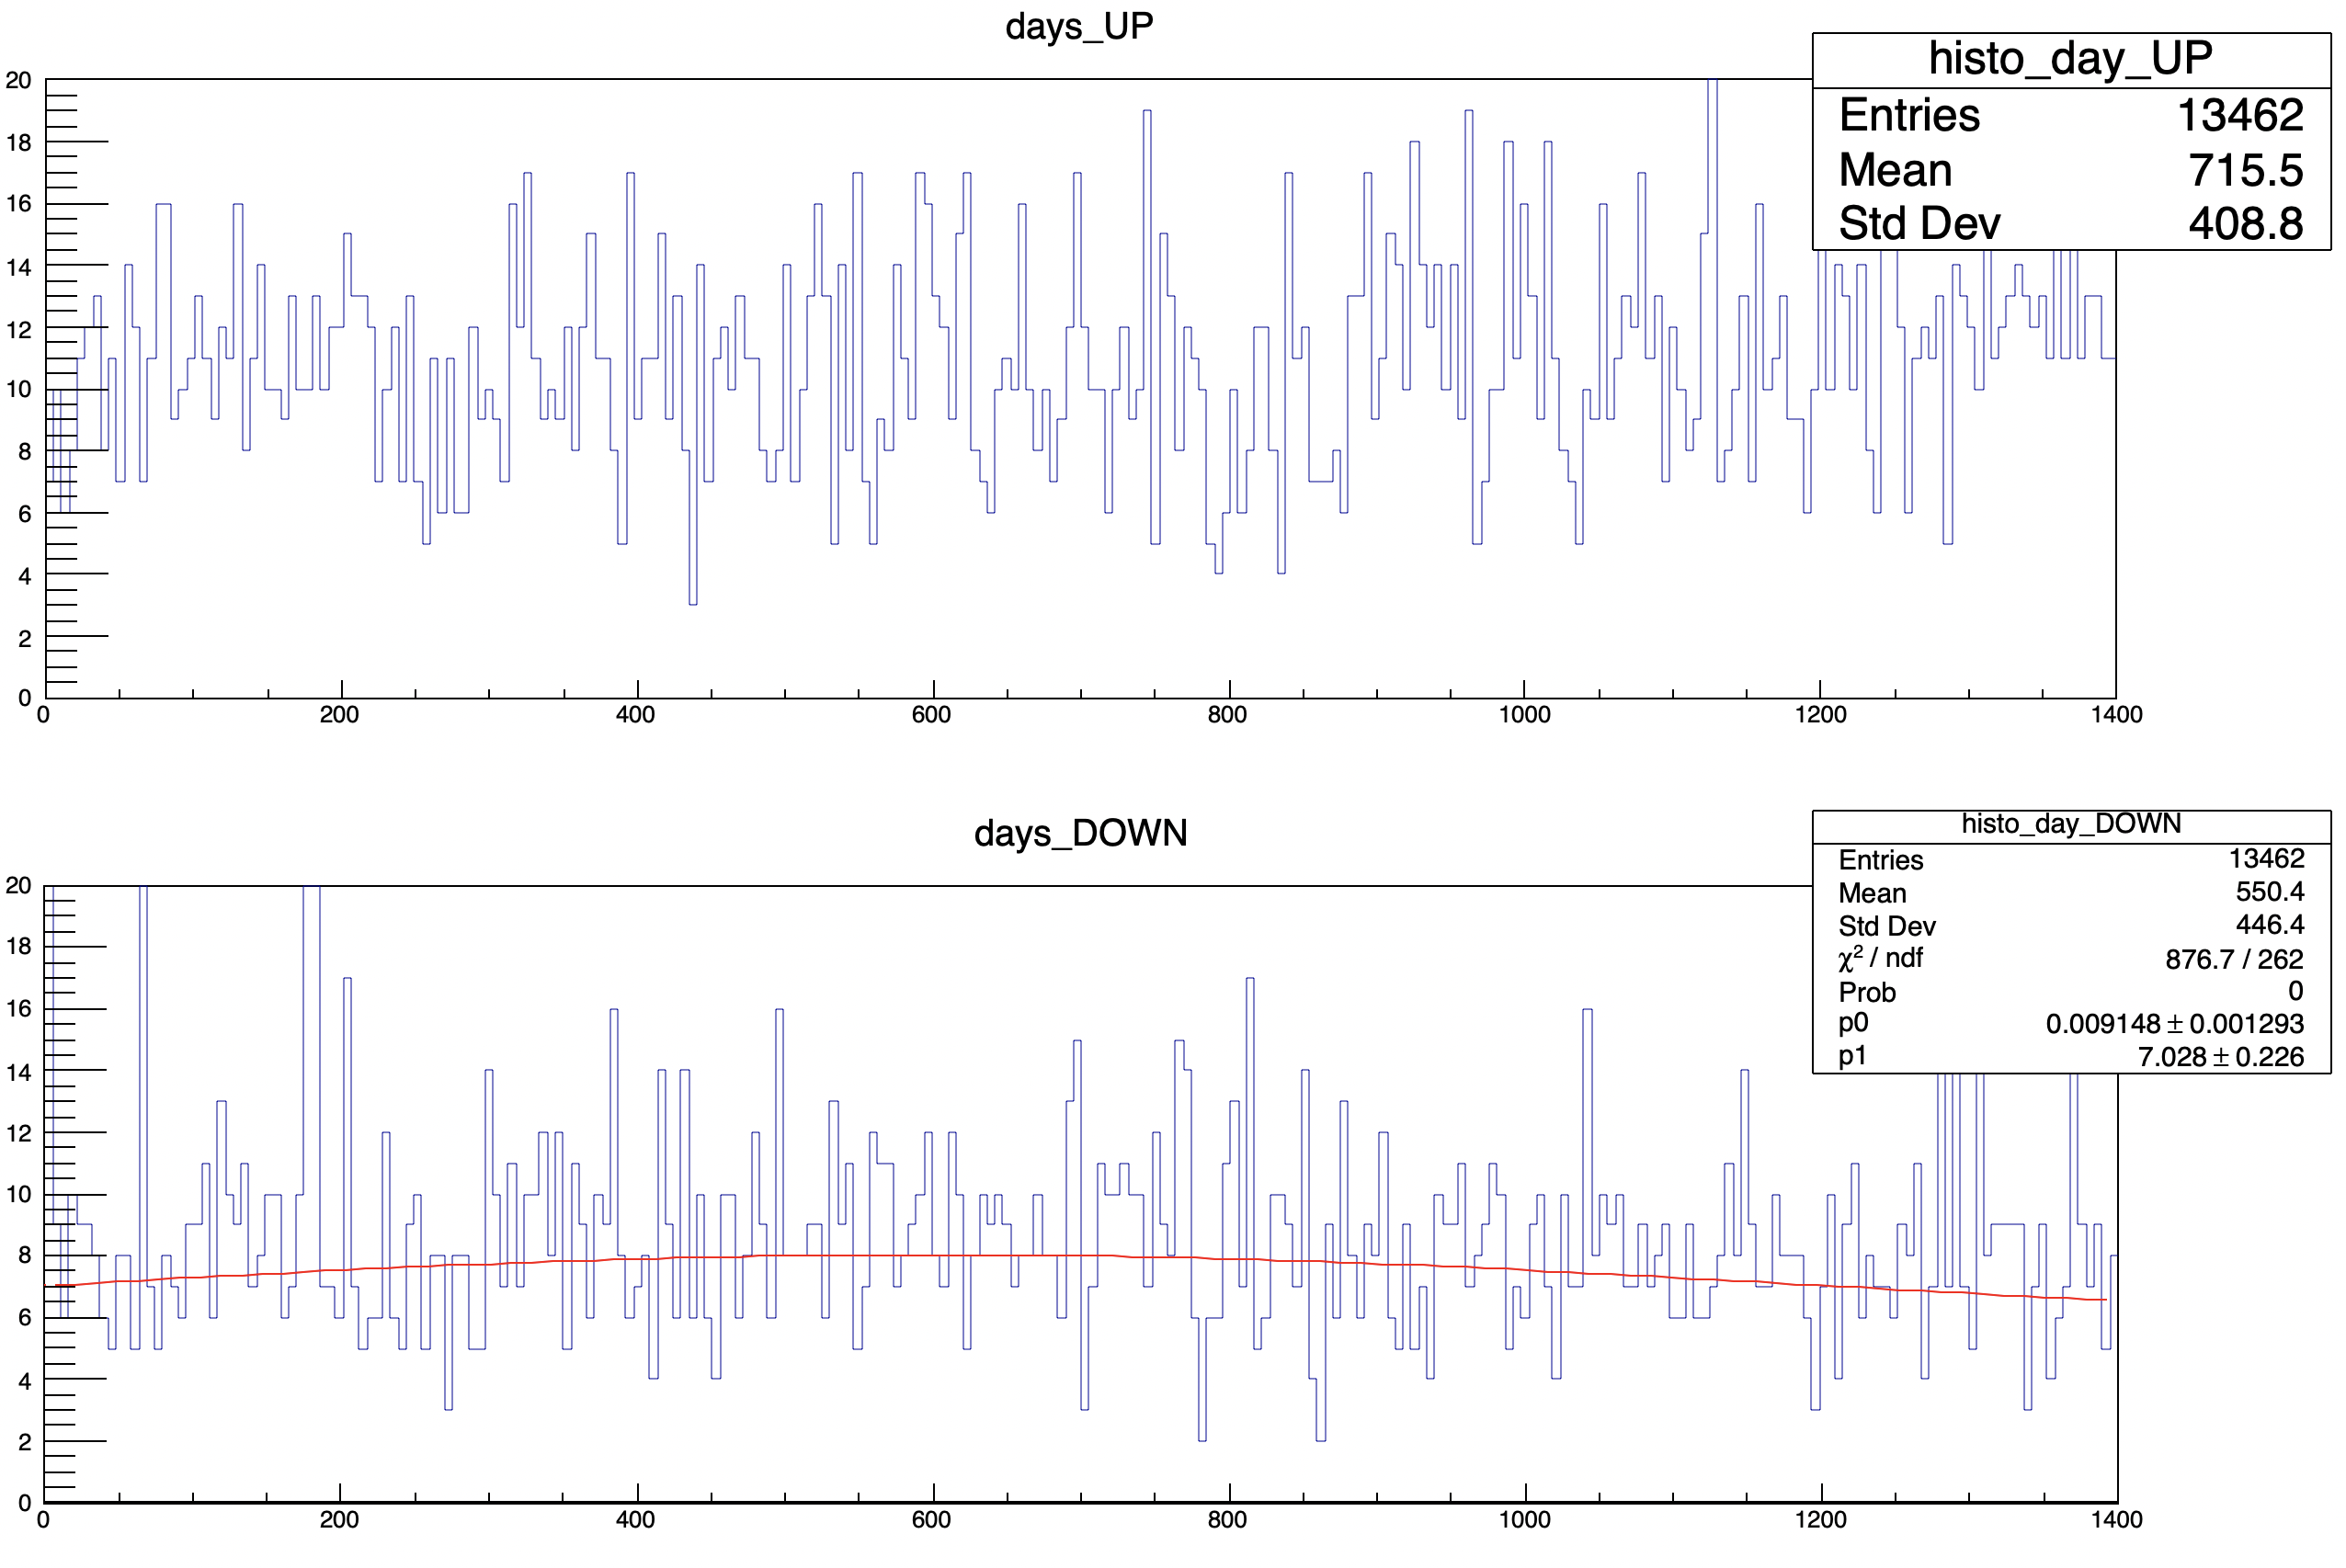 days_UP
histo_day_UP
Entries 13462
Mean 715.5
Std Dev 408.8
20
18
16
14
12
10
8
6
4
2
0
0 200 400 600 800 1000 1200 1400
days_DOWN
histo_day_DOWN
Entries 13462
Mean 550.4
Std Dev 446.4
χ² / ndf 876.7 / 262
Prob 0
p0 0.009148 ± 0.001293
p1 7.028 ± 0.226
20
18
16
14
12
10
8
6
4
2
0
0 200 400 600 800 1000 1200 1400